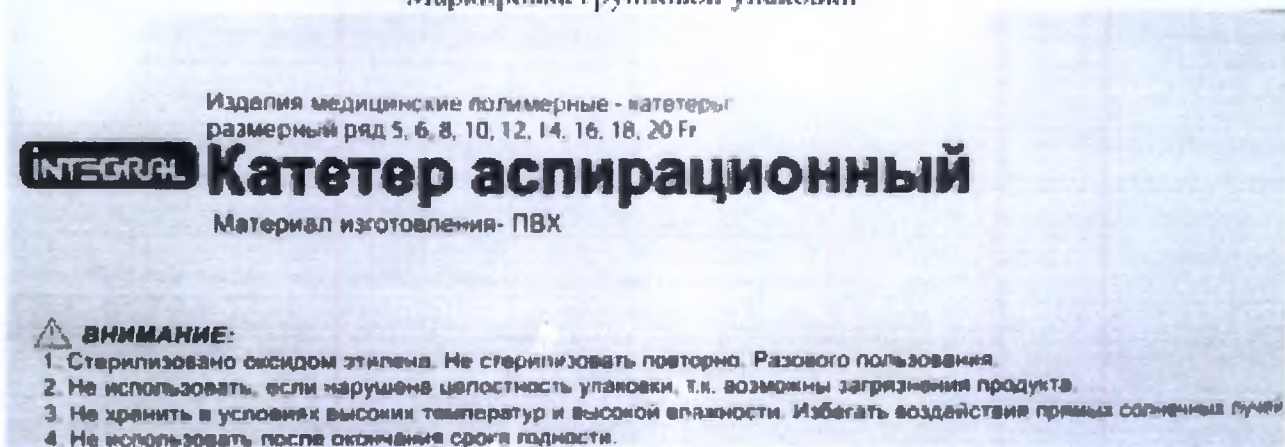 Маркировка групповой упаковки
Изделия медицинские полимерные - катетеры
размерный ряд 5, 6, 8, 10, 12, 14, 16, 18, 20 Fr
INTEGRAL
Катетер аспирационный
Материал изготовления- ПВХ
ВНИМАНИЕ:
1. Стерилизовано оксидом этилена. Не стерилизовать повторно. Разового пользования.
2. Не использовать, если нарушена целостность упаковки, т.к. возможны загрязнения продукта.
3. Не хранить в условиях высоких температур и высокой влажности. Избегать воздействия прямых солнечных лучей
4. Не использовать после окончания срока годности.